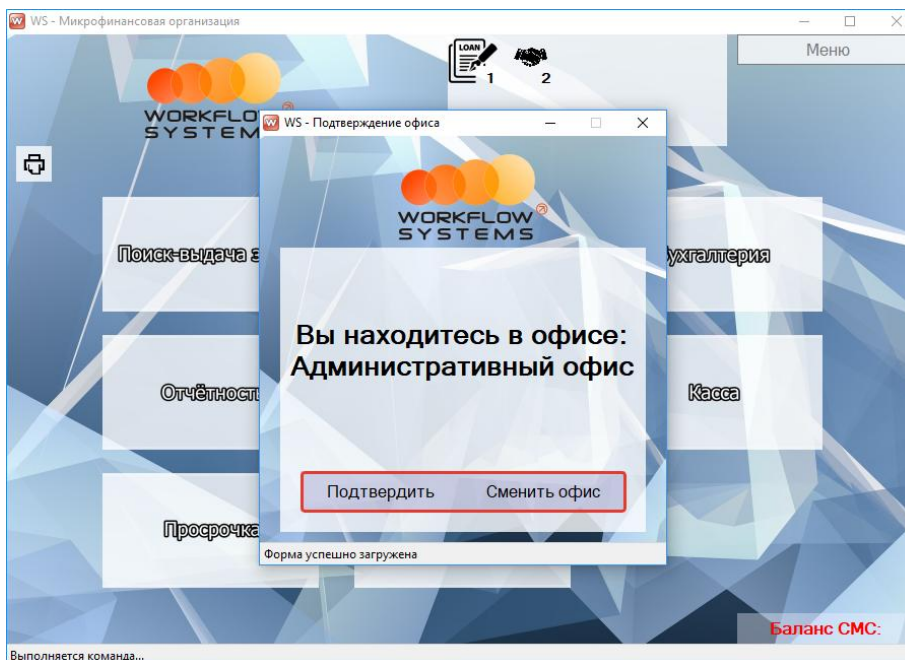 WS - Микрофинансовая организация
Меню
LOAN
1
2
WORKFLO
SYSTEM
WS - Подтверждение офиса
WORKFLOW
SYSTEMS
Поиск-выдача з
ухгалтерия
Вы находитесь в офисе:
Административный офис
Отчётност
Касса
Подтвердить Сменить офис
Просрочка
Форма успешно загружена
Баланс СМС:
Выполняется команда...